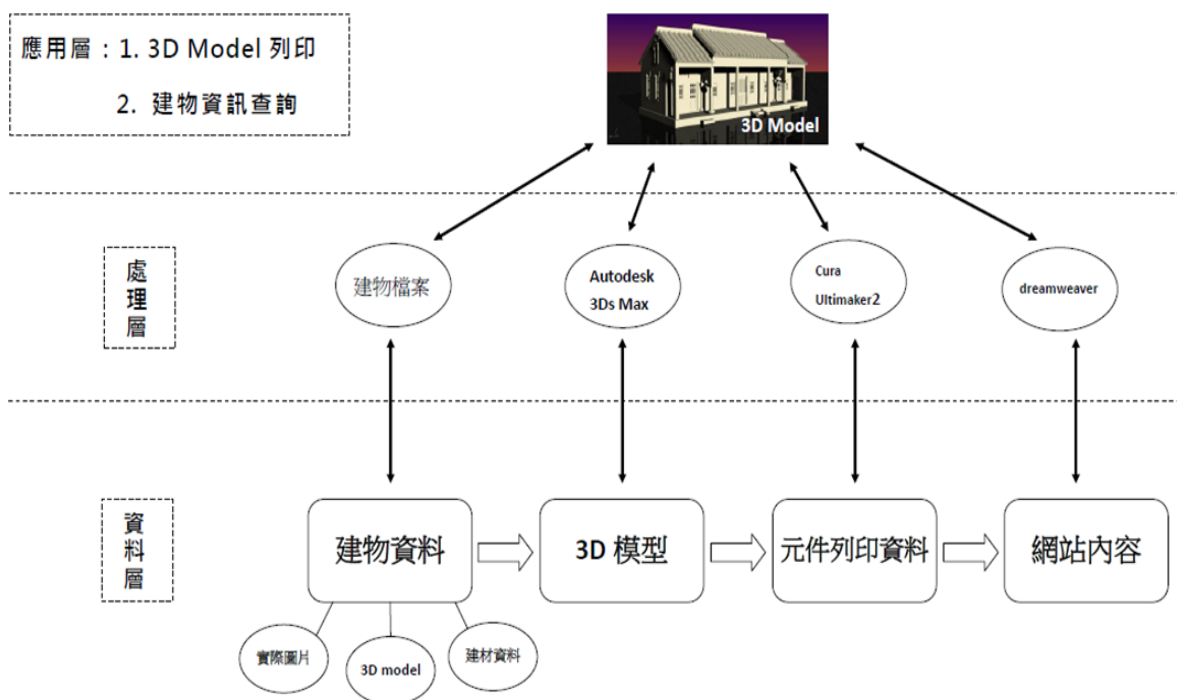 應用層：1. 3D Model 列印
2. 建物資訊查詢
3D Model
處理層
建物檔案
Autodesk
3Ds Max
Cura
Ultimaker2
dreamweaver
資料層
建物資料
3D 模型
元件列印資料
網站內容
實際圖片
3D model
建材資料